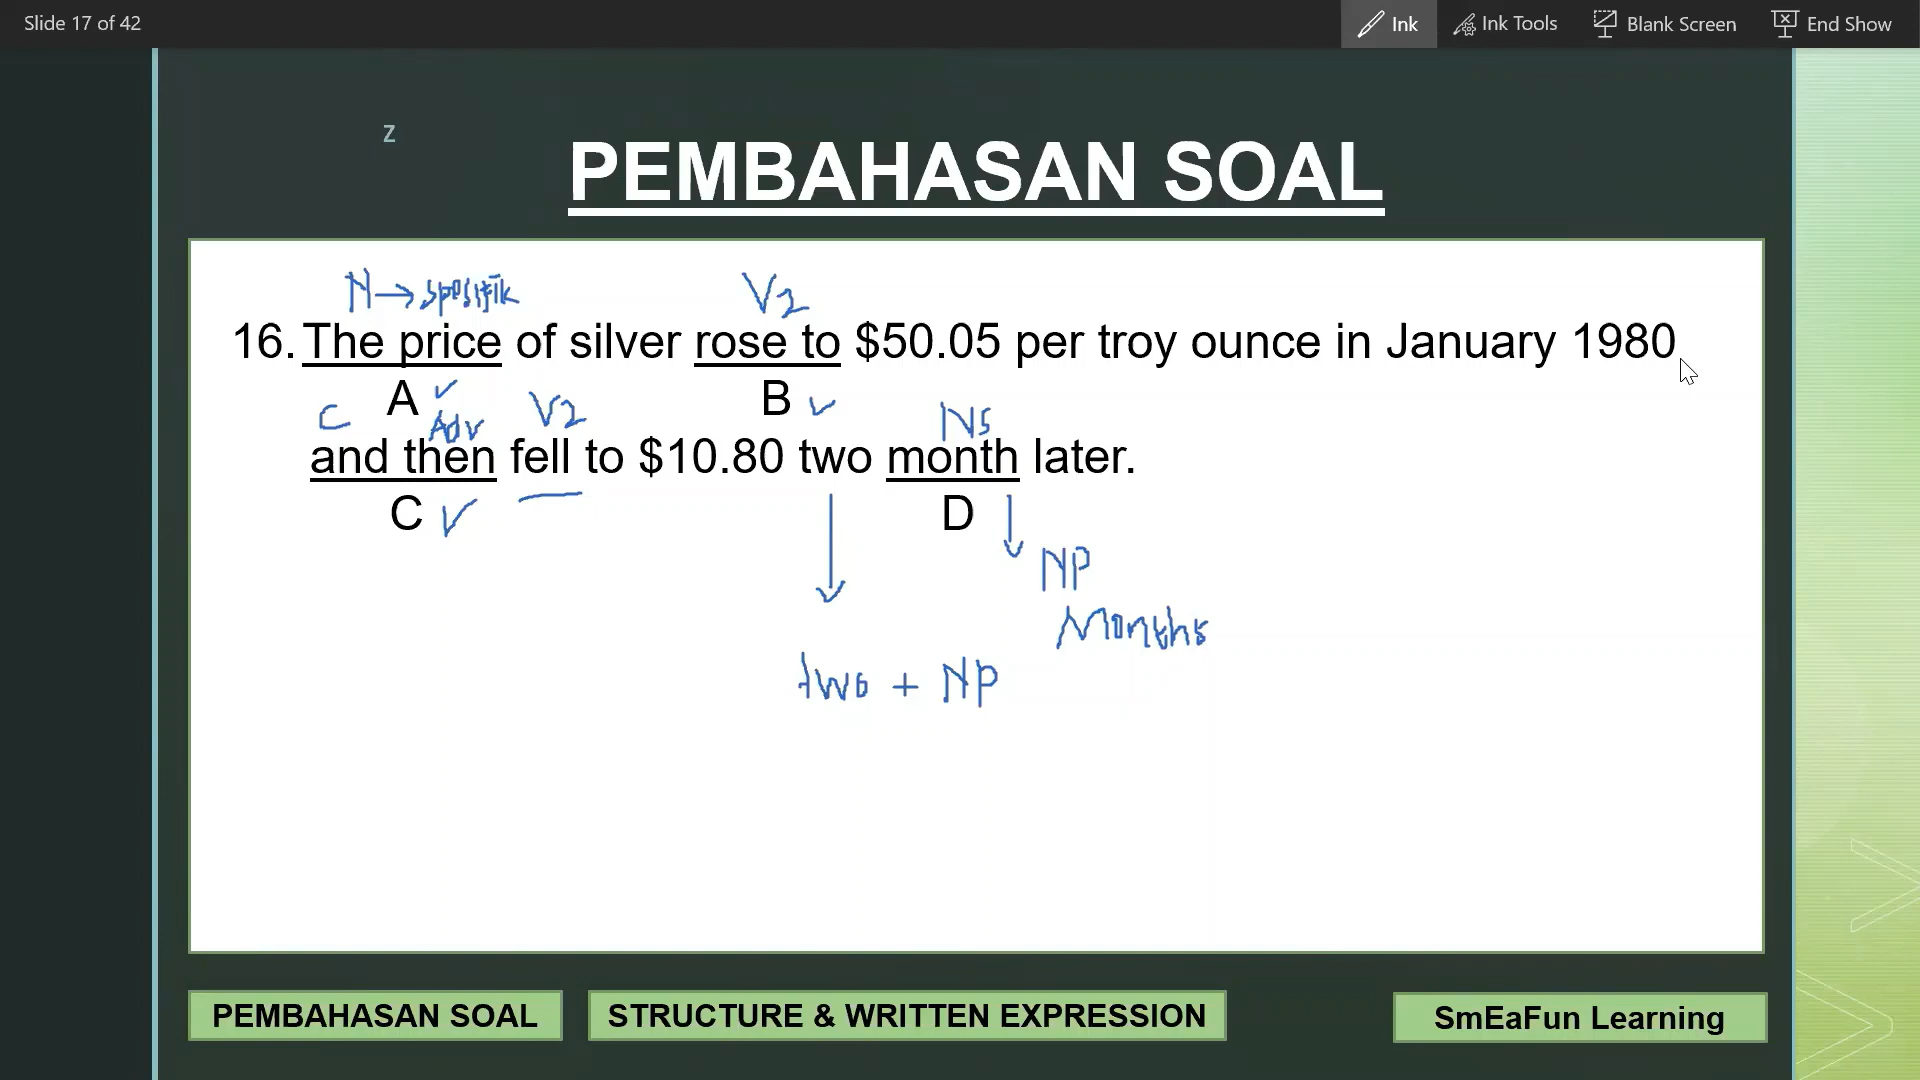 Slide 17 of 42
Ink
Ink Tools
Blank Screen
End Show
z
PEMBAHASAN SOAL
N → spesifik
V2
16. The price of silver rose to $50.05 per troy ounce in January 1980
A ✓
B ✓
C
Adv
V2
NS
and then fell to $10.80 two month later.
C ✓
D
NP
Months
two + NP
PEMBAHASAN SOAL
STRUCTURE & WRITTEN EXPRESSION
SmEaFun Learning